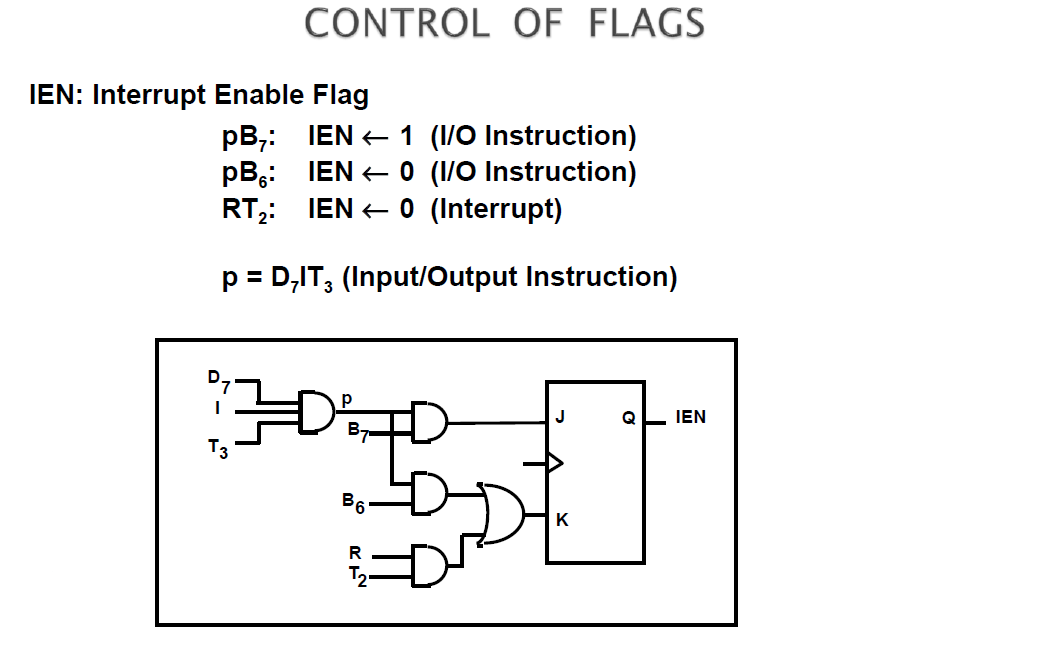 CONTROL OF FLAGS
IEN: Interrupt Enable Flag
pB₇: IEN ← 1 (I/O Instruction)
pB₆: IEN ← 0 (I/O Instruction)
RT₂: IEN ← 0 (Interrupt)
p = D₇IT₃ (Input/Output Instruction)
D₇
I
T₃
p
B₇
B₆
R
T₂
J
Q
IEN
K